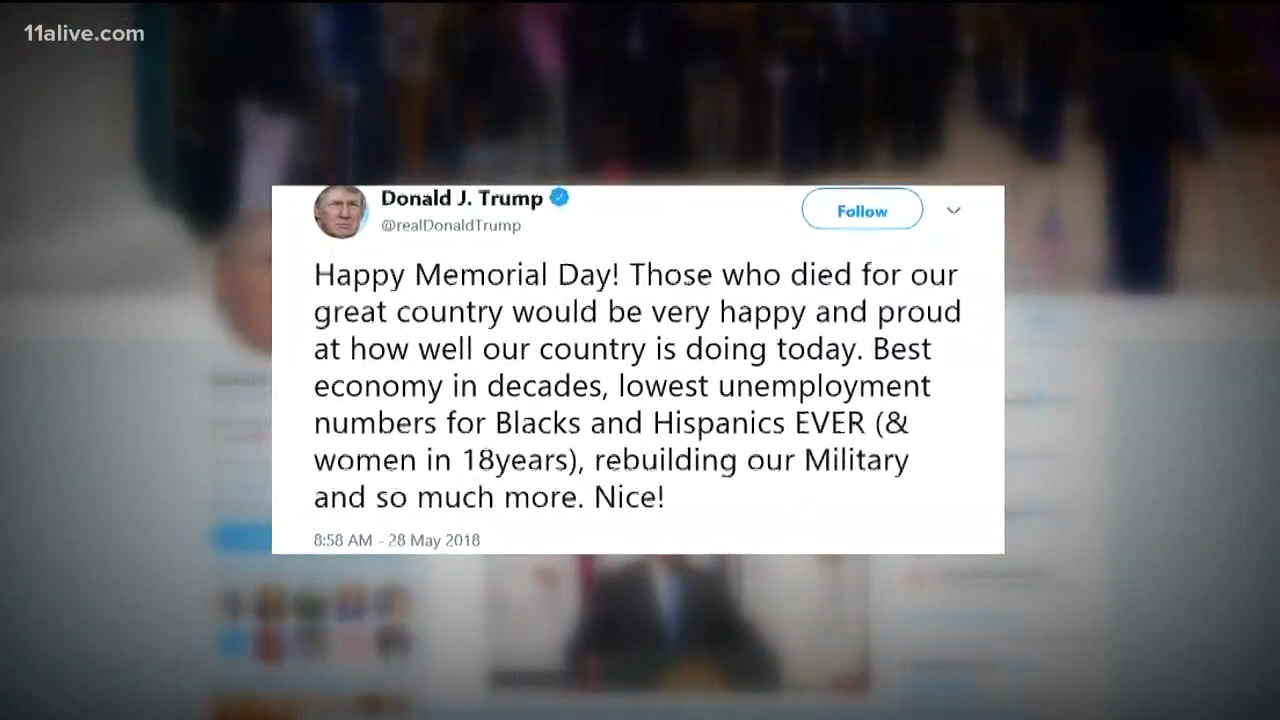 11alive.com
Donald J. Trump
@realDonaldTrump
Follow
Happy Memorial Day! Those who died for our
great country would be very happy and proud
at how well our country is doing today. Best
economy in decades, lowest unemployment
numbers for Blacks and Hispanics EVER (&
women in 18years), rebuilding our Military
and so much more. Nice!
8:58 AM - 28 May 2018